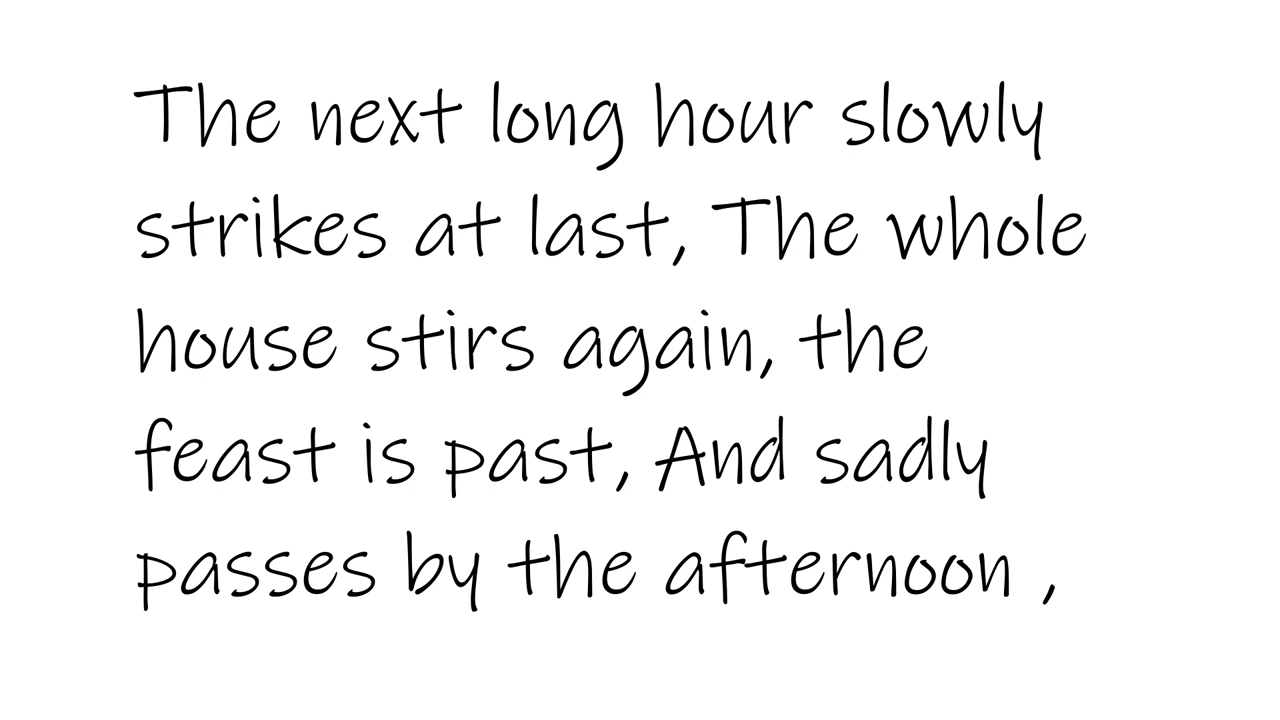 The next long hour slowly
strikes at last, The whole
house stirs again, the
feast is past, And sadly
passes by the afternoon ,